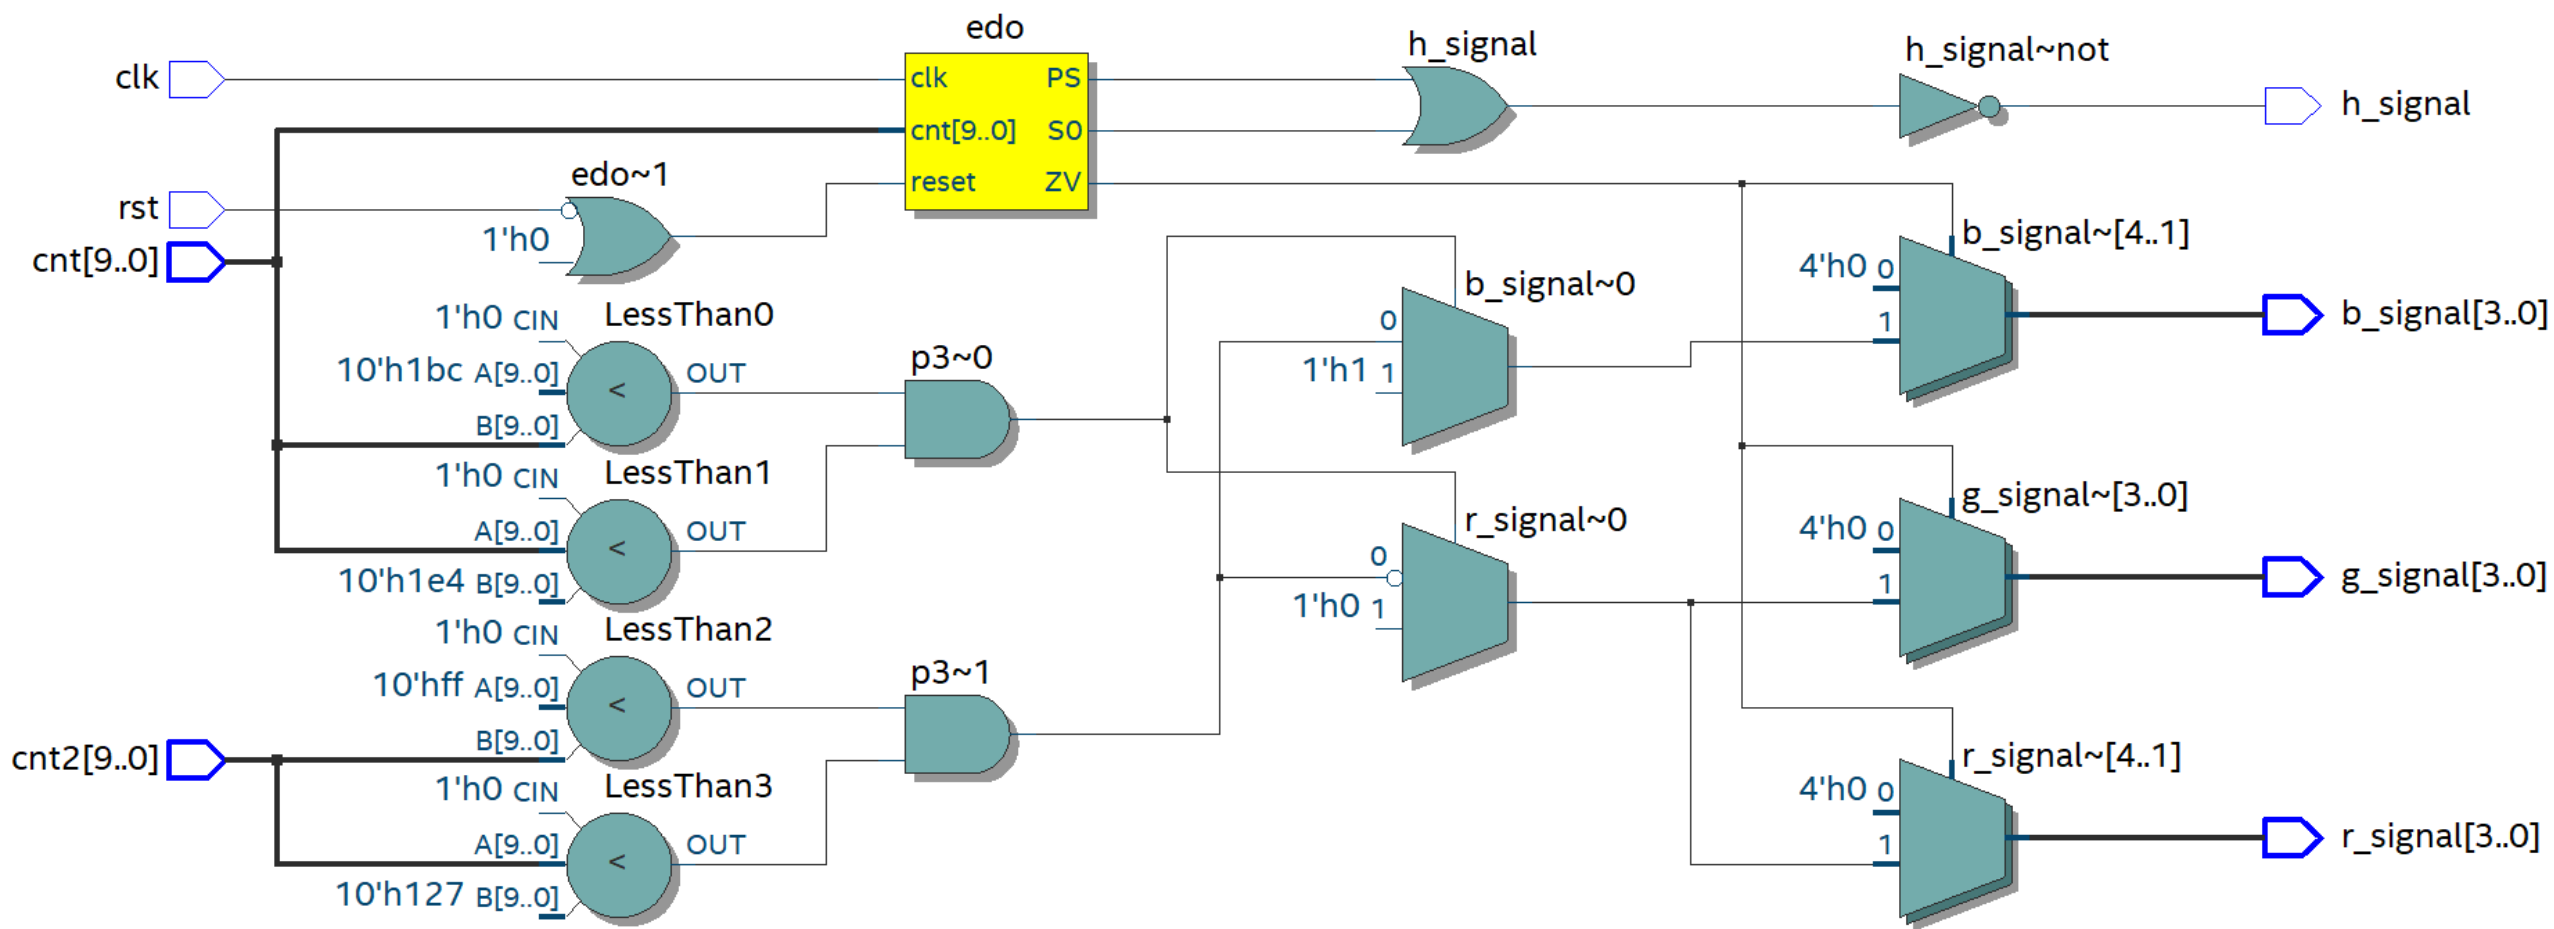 edo
h_signal
h_signal~not
clk
clk
PS
h_signal
cnt[9..0]
S0
edo~1
reset
ZV
rst
1'h0
cnt[9..0]
b_signal~[4..1]
4'h0 0
1
b_signal[3..0]
b_signal~0
0
1'h1 1
1'h0 CIN
LessThan0
10'h1bc A[9..0]
<
OUT
B[9..0]
p3~0
1'h0 CIN
LessThan1
A[9..0]
<
OUT
10'h1e4 B[9..0]
g_signal~[3..0]
4'h0 0
1
g_signal[3..0]
r_signal~0
0
1'h0 1
1'h0 CIN
LessThan2
10'hff A[9..0]
<
OUT
B[9..0]
p3~1
cnt2[9..0]
1'h0 CIN
LessThan3
A[9..0]
<
OUT
10'h127 B[9..0]
r_signal~[4..1]
4'h0 0
1
r_signal[3..0]